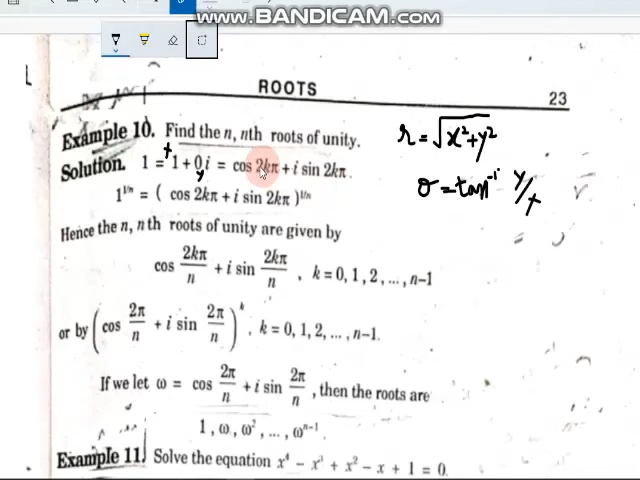 www.BANDICAM.com
ROOTS
23
Example 10. Find the n, nth roots of unity.
Solution. 1 = 1 + 0 i = cos 2kπ + i sin 2kπ.
x
y
r = √x²+y²
1^{1/n} = ( cos 2kπ + i sin 2kπ )^{1/n}
σ = tan⁻¹ y/x
Hence the n, nth roots of unity are given by
cos 2kπ/n + i sin 2kπ/n , k = 0, 1, 2, ..., n–1
or by (cos 2π/n + i sin 2π/n)^k, k = 0, 1, 2, ..., n–1.
If we let ω = cos 2π/n + i sin 2π/n, then the roots are
1, ω, ω², ..., ω^{n–1}
Example 11. Solve the equation x⁴ – x³ + x² – x + 1 = 0.